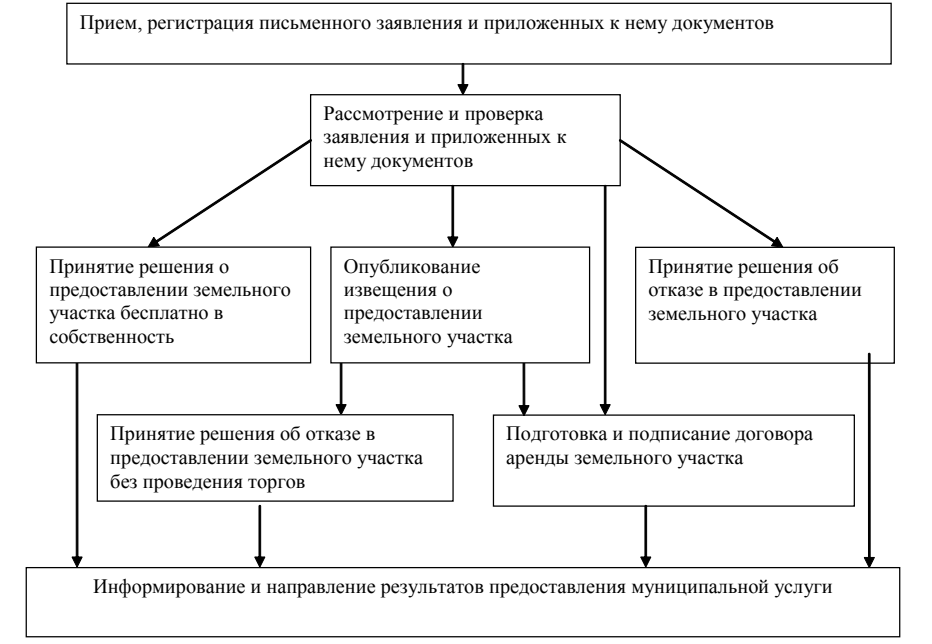 Прием, регистрация письменного заявления и приложенных к нему документов
Рассмотрение и проверка
заявления и приложенных к
нему документов
Принятие решения о
предоставлении земельного
участка бесплатно в
собственность
Опубликование
извещения о
предоставлении
земельного участка
Принятие решения об
отказе в предоставлении
земельного участка
Принятие решения об отказе в
предоставлении земельного участка
без проведения торгов
Подготовка и подписание договора
аренды земельного участка
Информирование и направление результатов предоставления муниципальной услуги